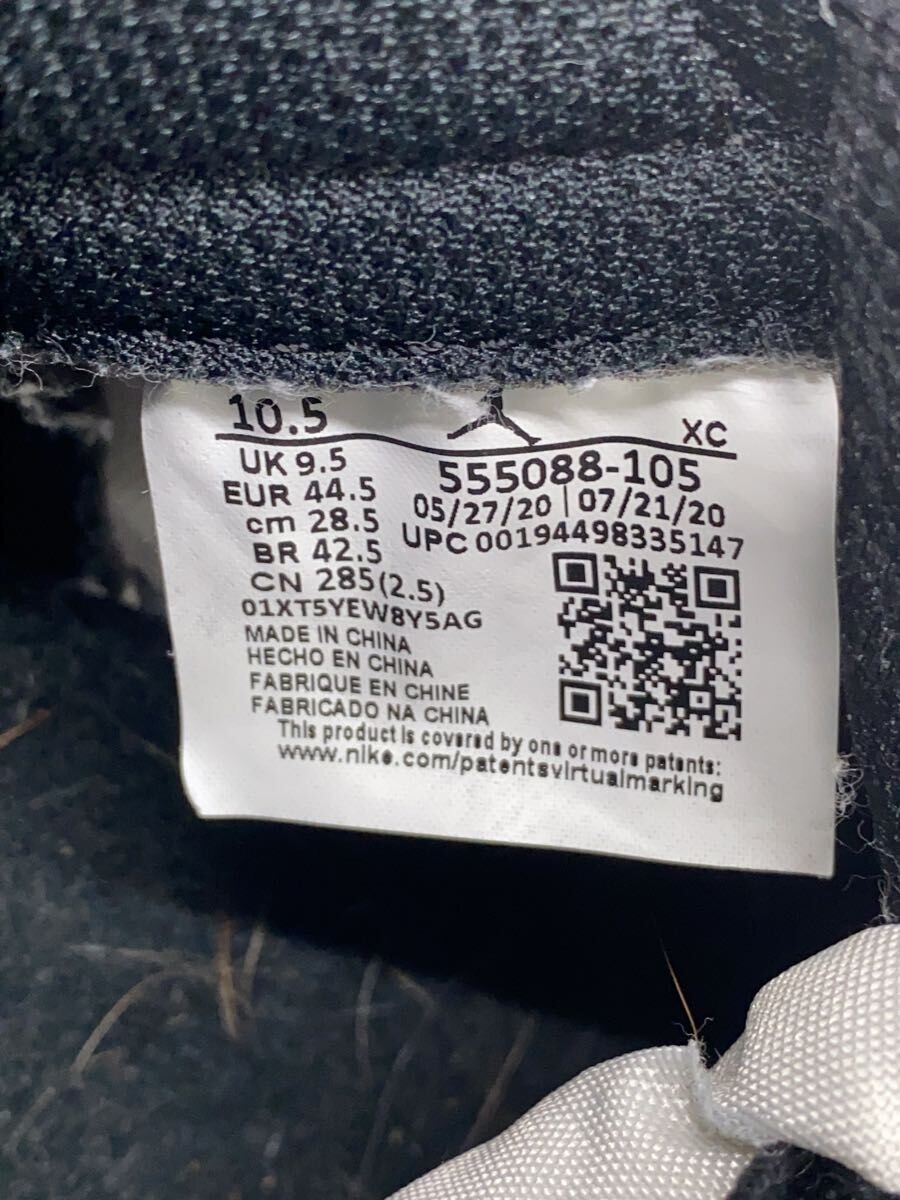 10.5
XC
UK 9.5
555088-105
EUR 44.5
05/27/20 | 07/21/20
cm 28.5
UPC 00194498335147
BR 42.5
CN 285(2.5)
01XT5YEW8Y5AG
MADE IN CHINA
HECHO EN CHINA
FABRIQUE EN CHINE
FABRICADO NA CHINA
This product is covered by one or more patents:
www.nike.com/patentsvirtualmarking